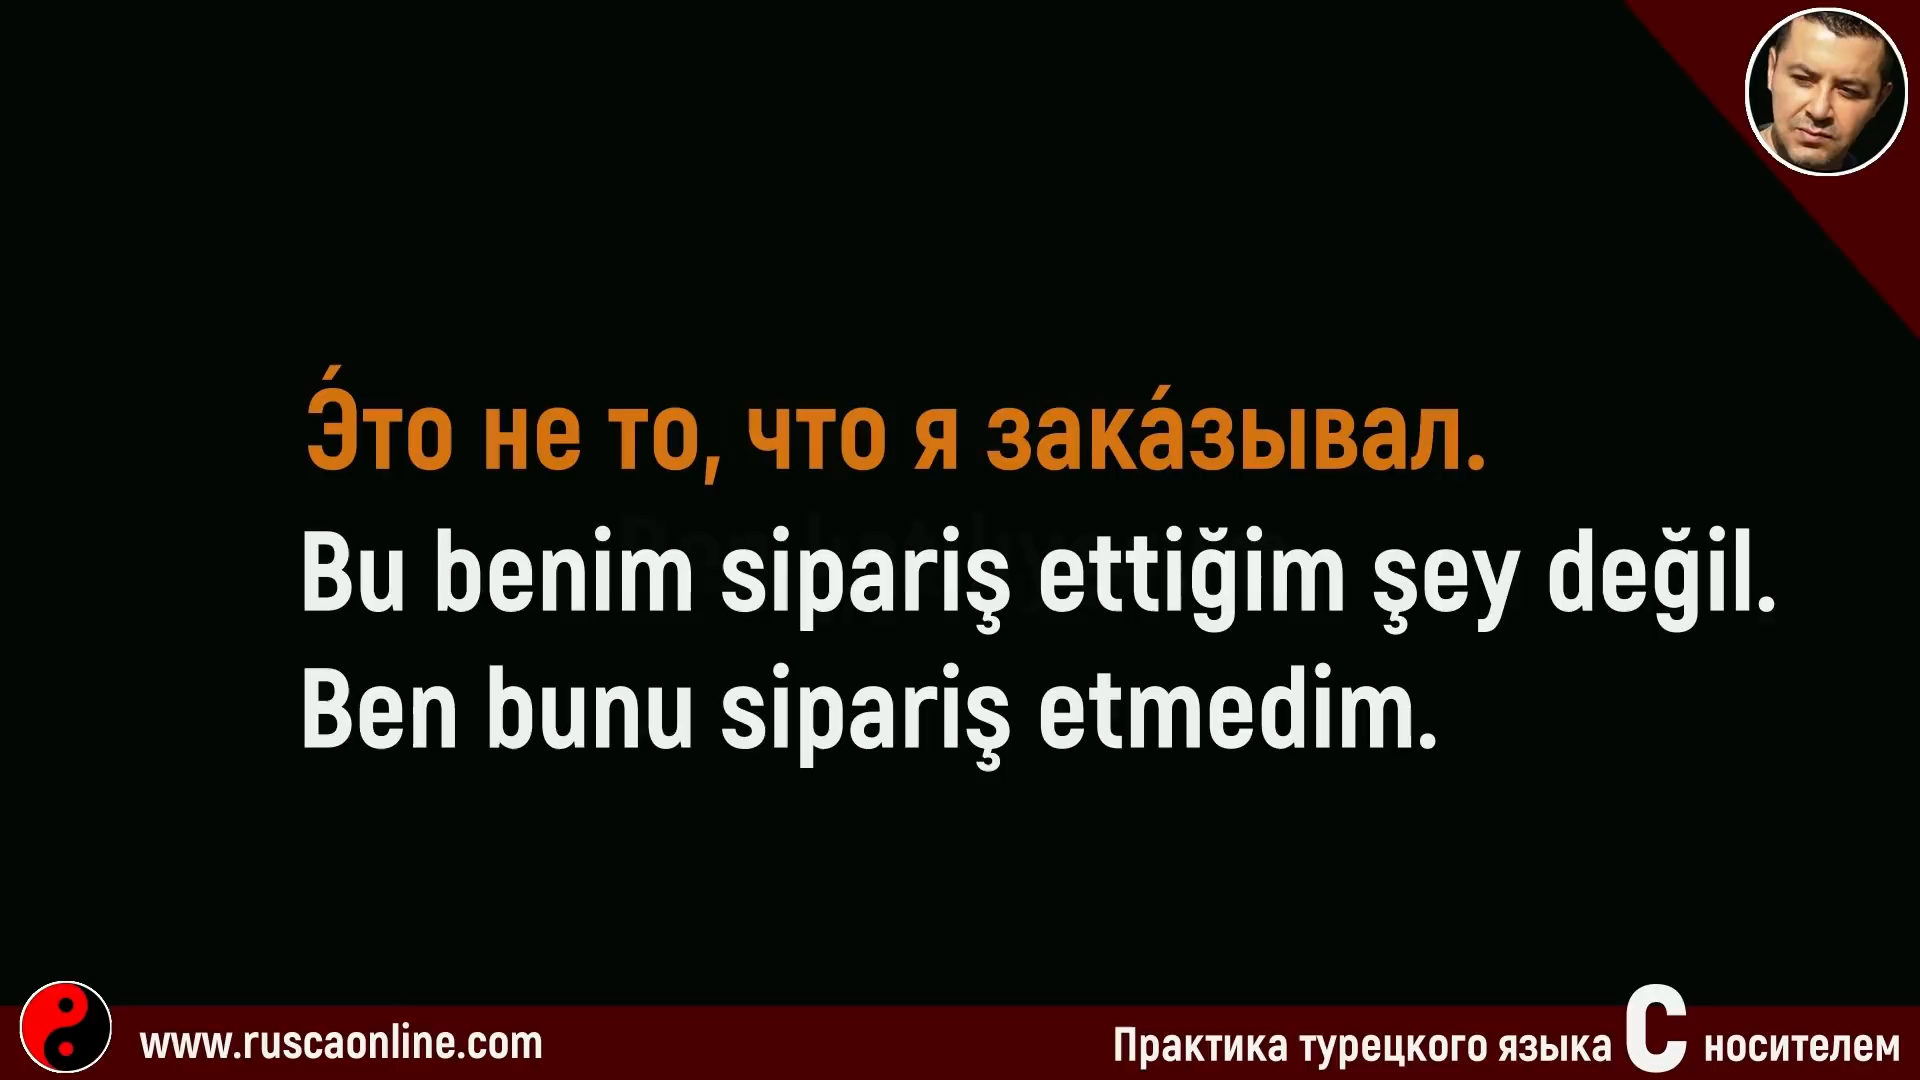 Э́то не то, что я зака́зывал.
Bu benim sipariş ettiğim şey değil.
Ben bunu sipariş etmedim.
www.ruscaonline.com
Практика турецкого языка С носителем